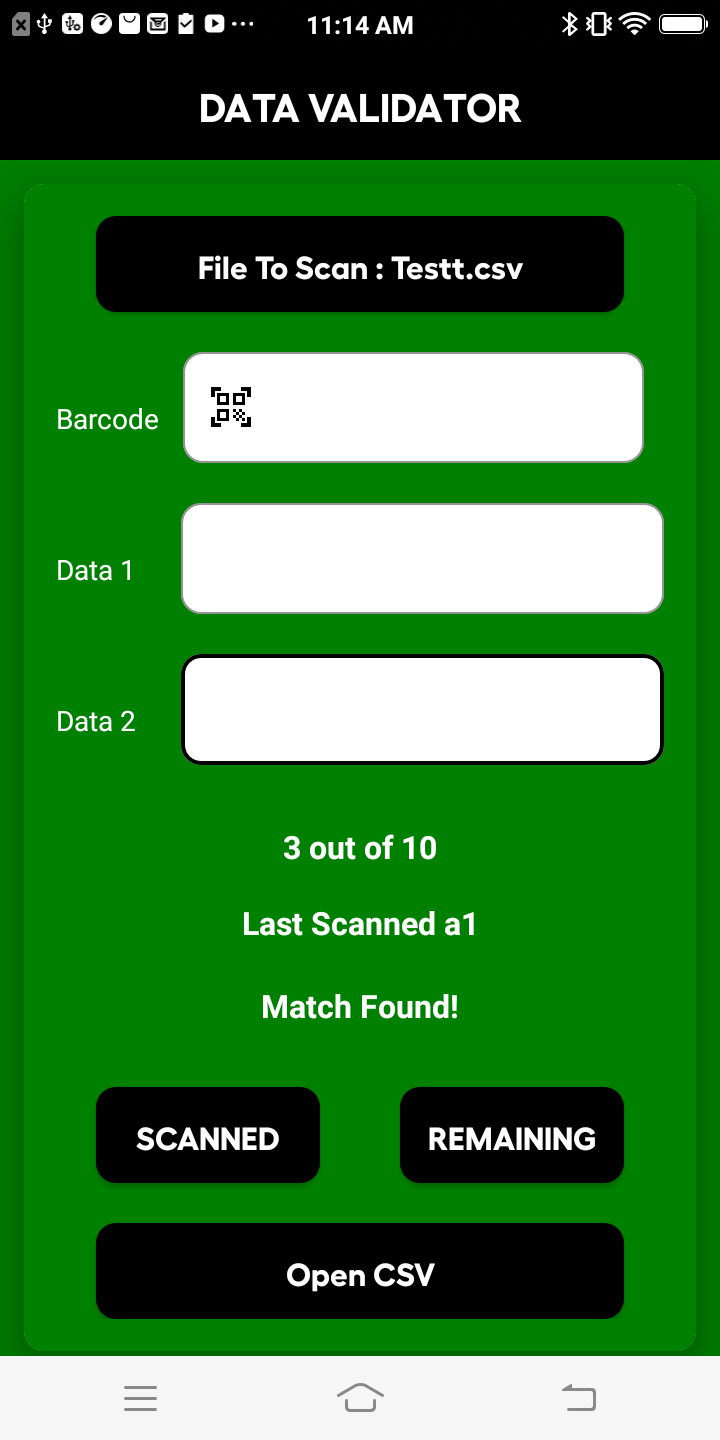 11:14 AM
DATA VALIDATOR
File To Scan : Testt.csv
Barcode
Data 1
Data 2
3 out of 10
Last Scanned a1
Match Found!
SCANNED
REMAINING
Open CSV